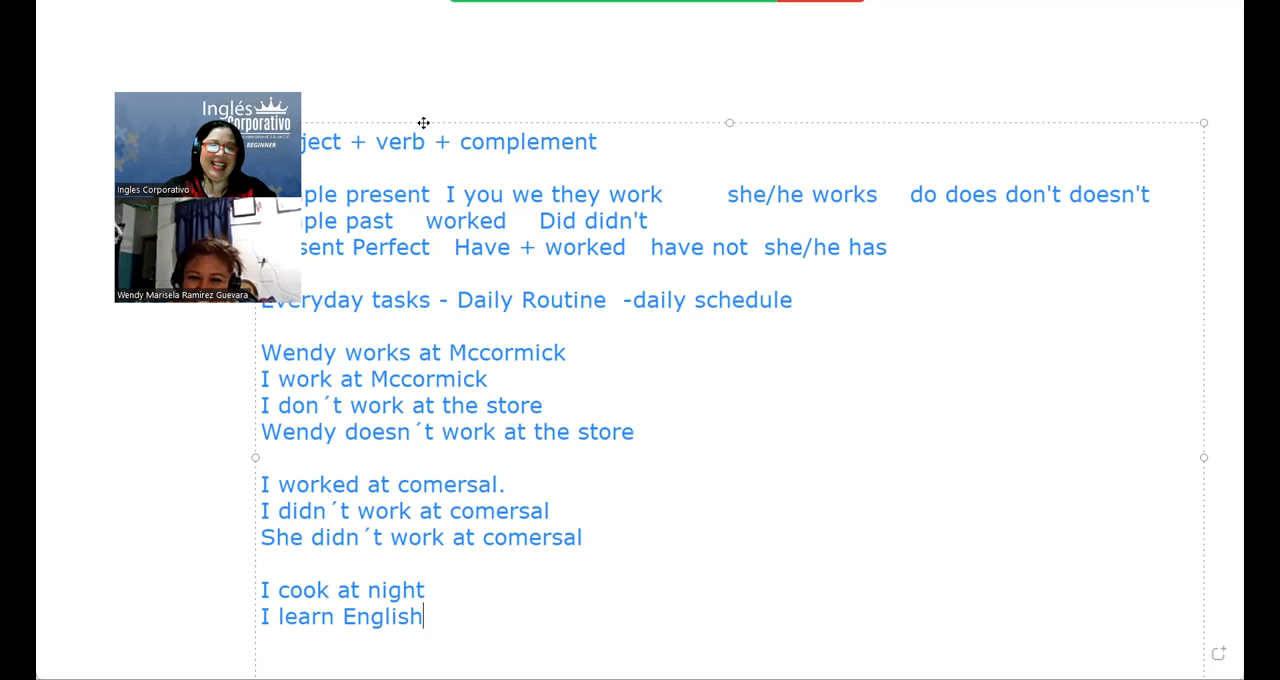 Inglés
Corporativo
BEGINNER
Ingles Corporativo
Wendy Marisela Ramirez Guevara
ject + verb + complement
ple present I you we they work she/he works do does don't doesn't
ple past worked Did didn't
sent Perfect Have + worked have not she/he has
Everyday tasks - Daily Routine -daily schedule
Wendy works at Mccormick
I work at Mccormick
I don´t work at the store
Wendy doesn´t work at the store
I worked at comersal.
I didn´t work at comersal
She didn´t work at comersal
I cook at night
I learn English